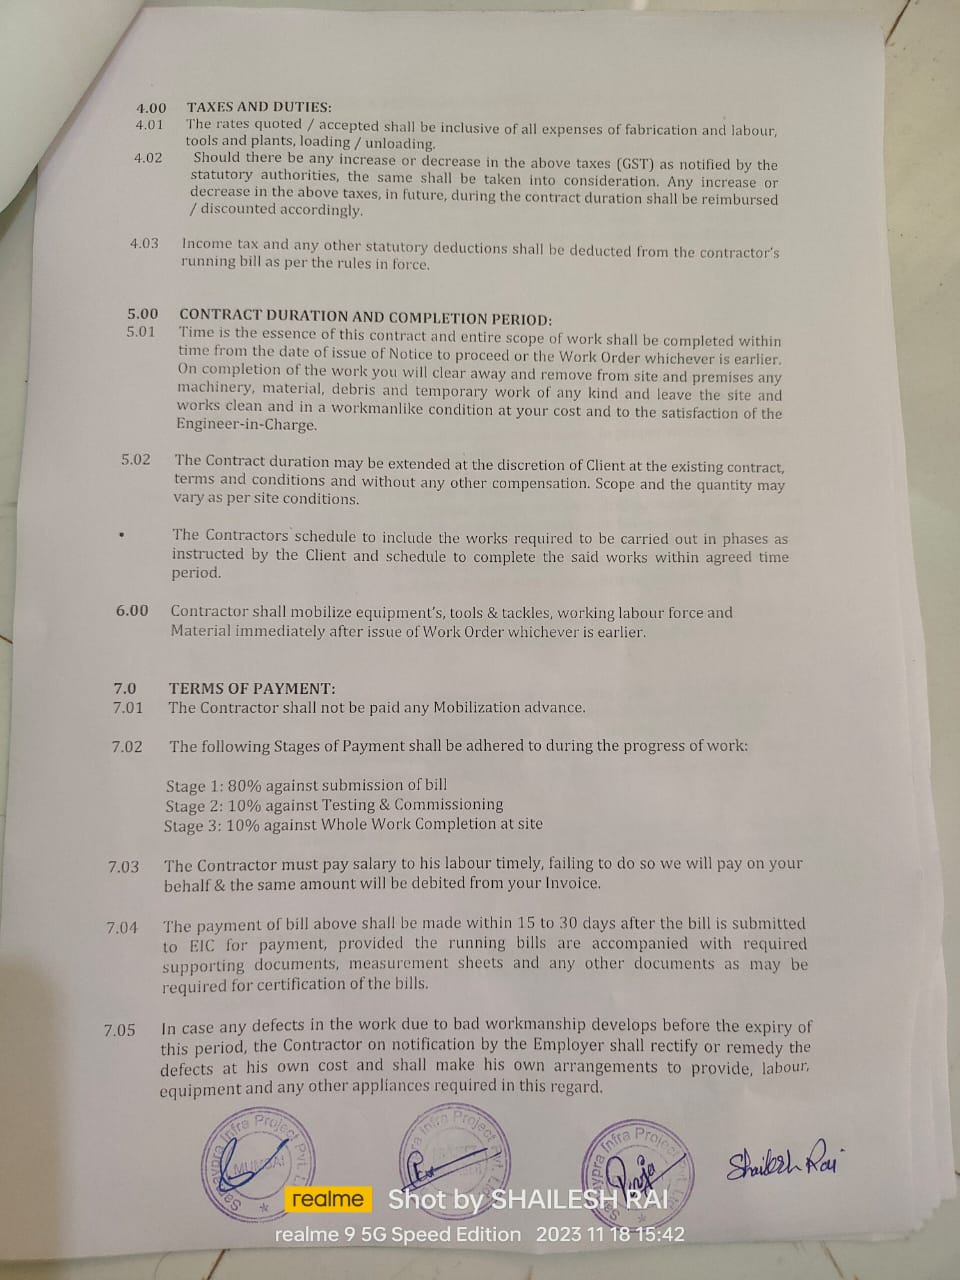 4.00 TAXES AND DUTIES:
4.01 The rates quoted / accepted shall be inclusive of all expenses of fabrication and labour,
tools and plants, loading / unloading.
4.02 Should there be any increase or decrease in the above taxes (GST) as notified by the
statutory authorities, the same shall be taken into consideration. Any increase or
decrease in the above taxes, in future, during the contract duration shall be reimbursed
/ discounted accordingly.
4.03 Income tax and any other statutory deductions shall be deducted from the contractor's
running bill as per the rules in force.
5.00 CONTRACT DURATION AND COMPLETION PERIOD:
5.01 Time is the essence of this contract and entire scope of work shall be completed within
time from the date of issue of Notice to proceed or the Work Order whichever is earlier.
On completion of the work you will clear away and remove from site and premises any
machinery, material, debris and temporary work of any kind and leave the site and
works clean and in a workmanlike condition at your cost and to the satisfaction of the
Engineer-in-Charge.
5.02 The Contract duration may be extended at the discretion of Client at the existing contract,
terms and conditions and without any other compensation. Scope and the quantity may
vary as per site conditions.
• The Contractors schedule to include the works required to be carried out in phases as
instructed by the Client and schedule to complete the said works within agreed time
period.
6.00 Contractor shall mobilize equipment's, tools & tackles, working labour force and
Material immediately after issue of Work Order whichever is earlier.
7.0 TERMS OF PAYMENT:
7.01 The Contractor shall not be paid any Mobilization advance.
7.02 The following Stages of Payment shall be adhered to during the progress of work:
Stage 1: 80% against submission of bill
Stage 2: 10% against Testing & Commissioning
Stage 3: 10% against Whole Work Completion at site
7.03 The Contractor must pay salary to his labour timely, failing to do so we will pay on your
behalf & the same amount will be debited from your Invoice.
7.04 The payment of bill above shall be made within 15 to 30 days after the bill is submitted
to EIC for payment, provided the running bills are accompanied with required
supporting documents, measurement sheets and any other documents as may be
required for certification of the bills.
7.05 In case any defects in the work due to bad workmanship develops before the expiry of
this period, the Contractor on notification by the Employer shall rectify or remedy the
defects at his own cost and shall make his own arrangements to provide, labour,
equipment and any other appliances required in this regard.
Infra Project Pvt.
MUMBAI
Infra Project Pvt.
Infra Project
Shailesh Rai
realme Shot by SHAILESH RAI
realme 9 5G Speed Edition 2023 11 18 15:42